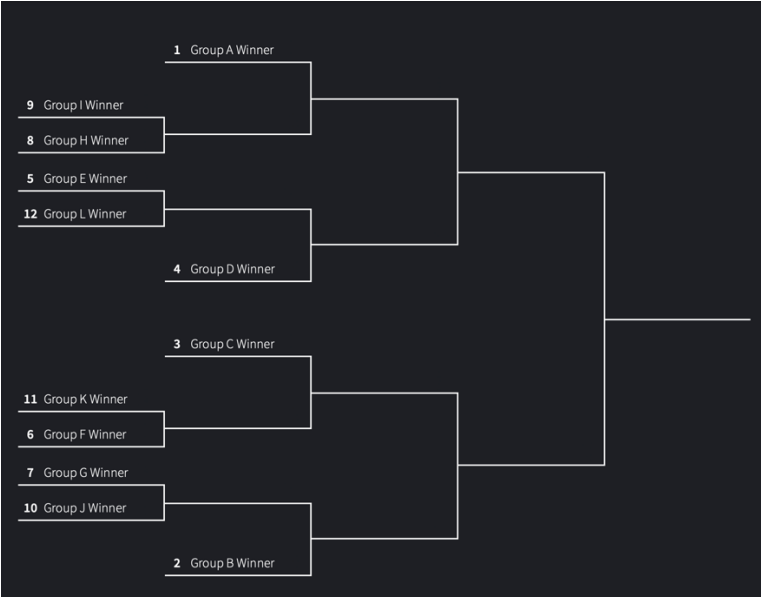 1 Group A Winner
9 Group I Winner
8 Group H Winner
5 Group E Winner
12 Group L Winner
4 Group D Winner
3 Group C Winner
11 Group K Winner
6 Group F Winner
7 Group G Winner
10 Group J Winner
2 Group B Winner